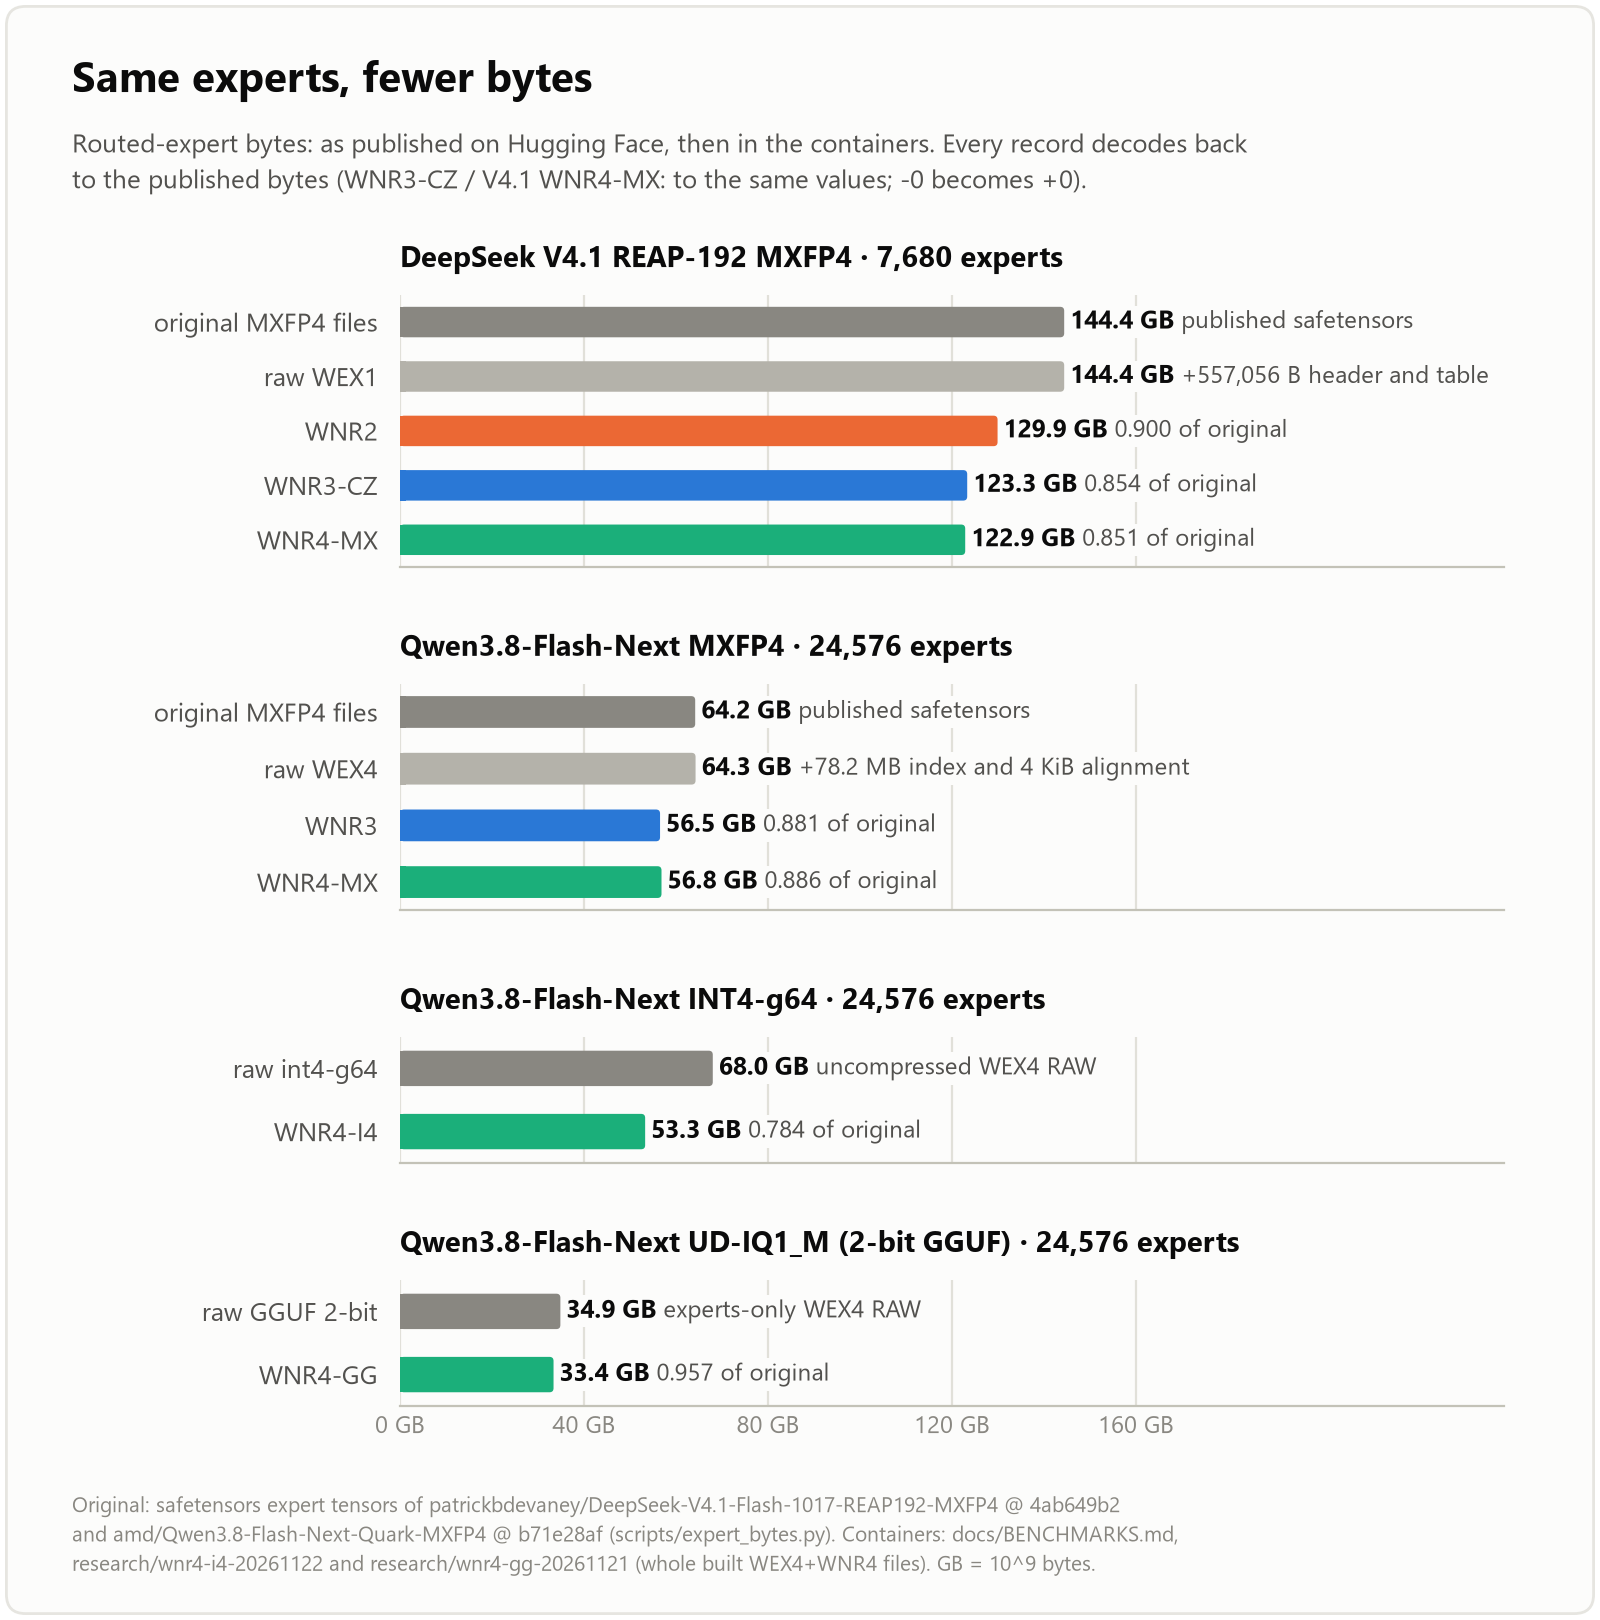 Same experts, fewer bytes
Routed-expert bytes: as published on Hugging Face, then in the containers. Every record decodes back
to the published bytes (WNR3-CZ / V4.1 WNR4-MX: to the same values; -0 becomes +0).
DeepSeek V4.1 REAP-192 MXFP4 · 7,680 experts
original MXFP4 files 144.4 GB published safetensors
raw WEX1 144.4 GB +557,056 B header and table
WNR2 129.9 GB 0.900 of original
WNR3-CZ 123.3 GB 0.854 of original
WNR4-MX 122.9 GB 0.851 of original
Qwen3.8-Flash-Next MXFP4 · 24,576 experts
original MXFP4 files 64.2 GB published safetensors
raw WEX4 64.3 GB +78.2 MB index and 4 KiB alignment
WNR3 56.5 GB 0.881 of original
WNR4-MX 56.8 GB 0.886 of original
Qwen3.8-Flash-Next INT4-g64 · 24,576 experts
raw int4-g64 68.0 GB uncompressed WEX4 RAW
WNR4-I4 53.3 GB 0.784 of original
Qwen3.8-Flash-Next UD-IQ1_M (2-bit GGUF) · 24,576 experts
raw GGUF 2-bit 34.9 GB experts-only WEX4 RAW
WNR4-GG 33.4 GB 0.957 of original
0 GB 40 GB 80 GB 120 GB 160 GB
Original: safetensors expert tensors of patrickbdevaney/DeepSeek-V4.1-Flash-1017-REAP192-MXFP4 @ 4ab649b2
and amd/Qwen3.8-Flash-Next-Quark-MXFP4 @ b71e28af (scripts/expert_bytes.py). Containers: docs/BENCHMARKS.md,
research/wnr4-i4-20261122 and research/wnr4-gg-20261121 (whole built WEX4+WNR4 files). GB = 10^9 bytes.